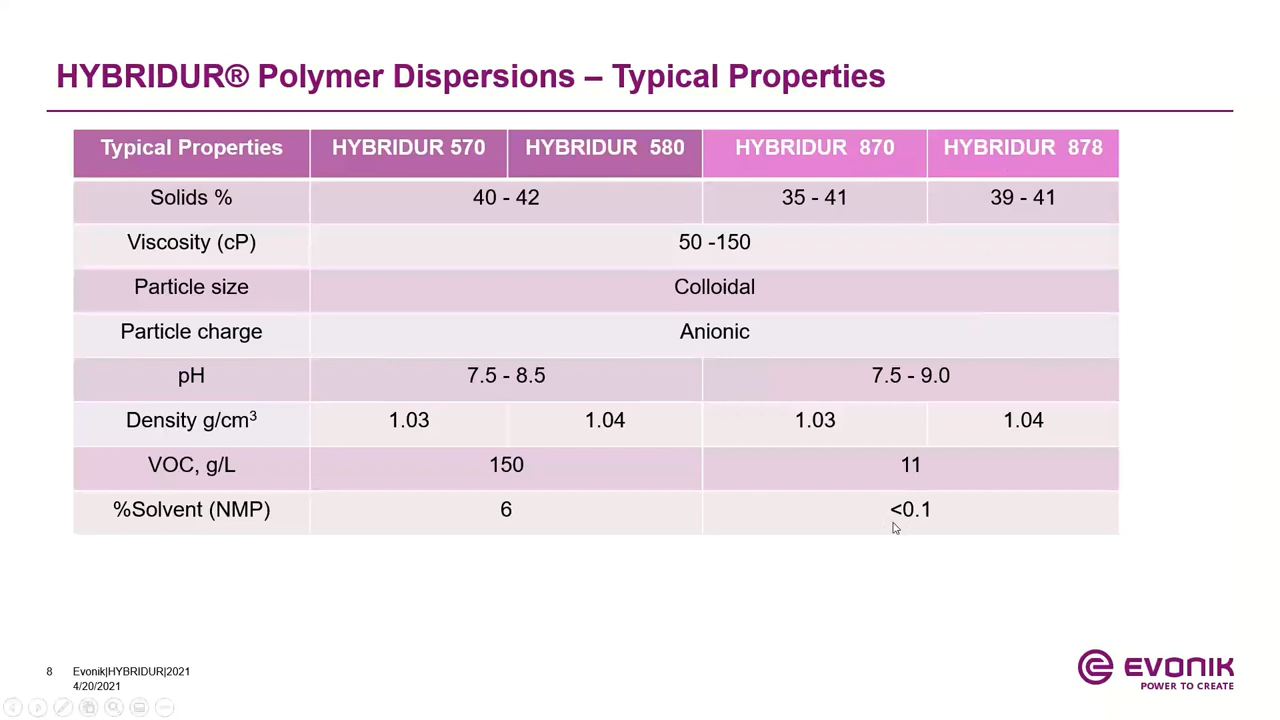 HYBRIDUR® Polymer Dispersions – Typical Properties
Typical Properties HYBRIDUR 570 HYBRIDUR 580 HYBRIDUR 870 HYBRIDUR 878
Solids % 40 - 42 35 - 41 39 - 41
Viscosity (cP) 50 -150
Particle size Colloidal
Particle charge Anionic
pH 7.5 - 8.5 7.5 - 9.0
Density g/cm³ 1.03 1.04 1.03 1.04
VOC, g/L 150 11
%Solvent (NMP) 6 <0.1
8 Evonik|HYBRIDUR|2021
4/20/2021
EVONIK
POWER TO CREATE